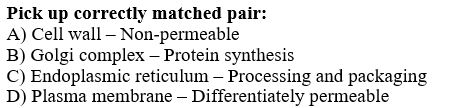 Pick up correctly matched pair:
A) Cell wall – Non-permeable
B) Golgi complex – Protein synthesis
C) Endoplasmic reticulum – Processing and packaging
D) Plasma membrane – Differentiately permeable